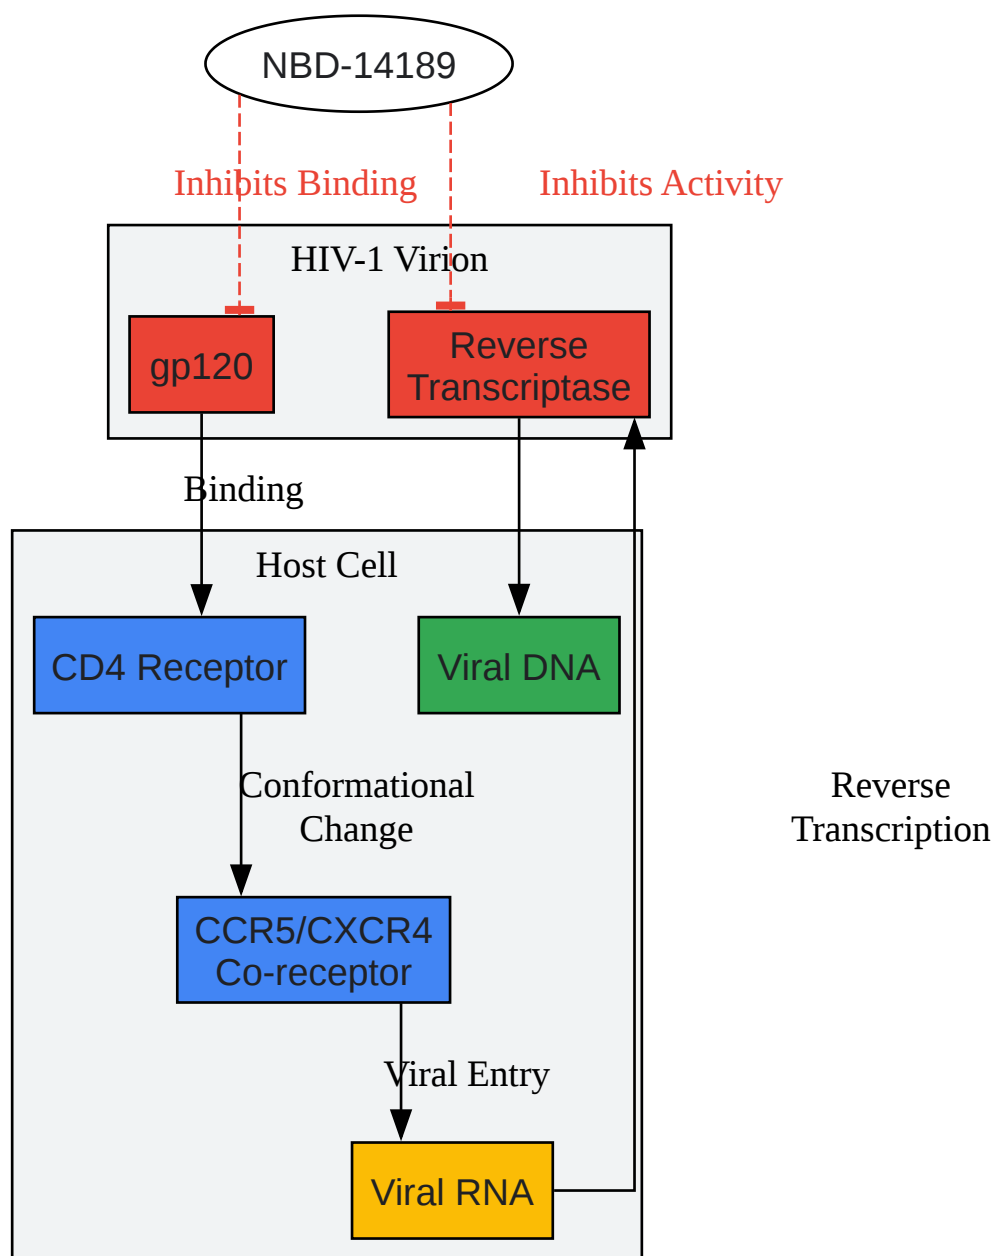 NBD-14189
Inhibits Binding
Inhibits Activity
HIV-1 Virion
gp120
Reverse
Transcriptase
Binding
Host Cell
CD4 Receptor
Viral DNA
Conformational
Change
Reverse
Transcription
CCR5/CXCR4
Co-receptor
Viral Entry
Viral RNA